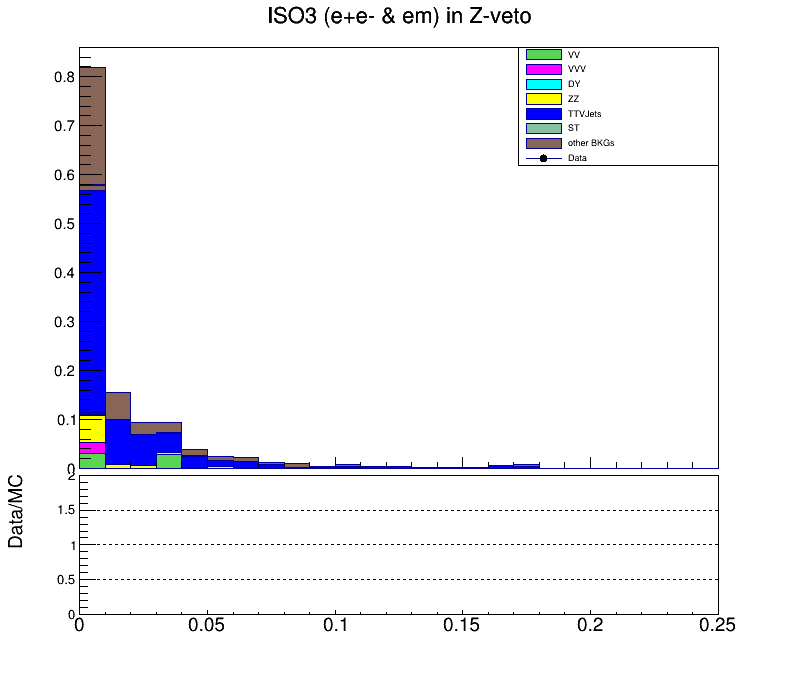 ISO3 (e+e- & em) in Z-veto
VV
VVV
DY
ZZ
TTVJets
ST
other BKGs
Data
0.8
0.7
0.6
0.5
0.4
0.3
0.2
0.1
0
Data/MC
2
1.5
1
0.5
0
0 0.05 0.1 0.15 0.2 0.25